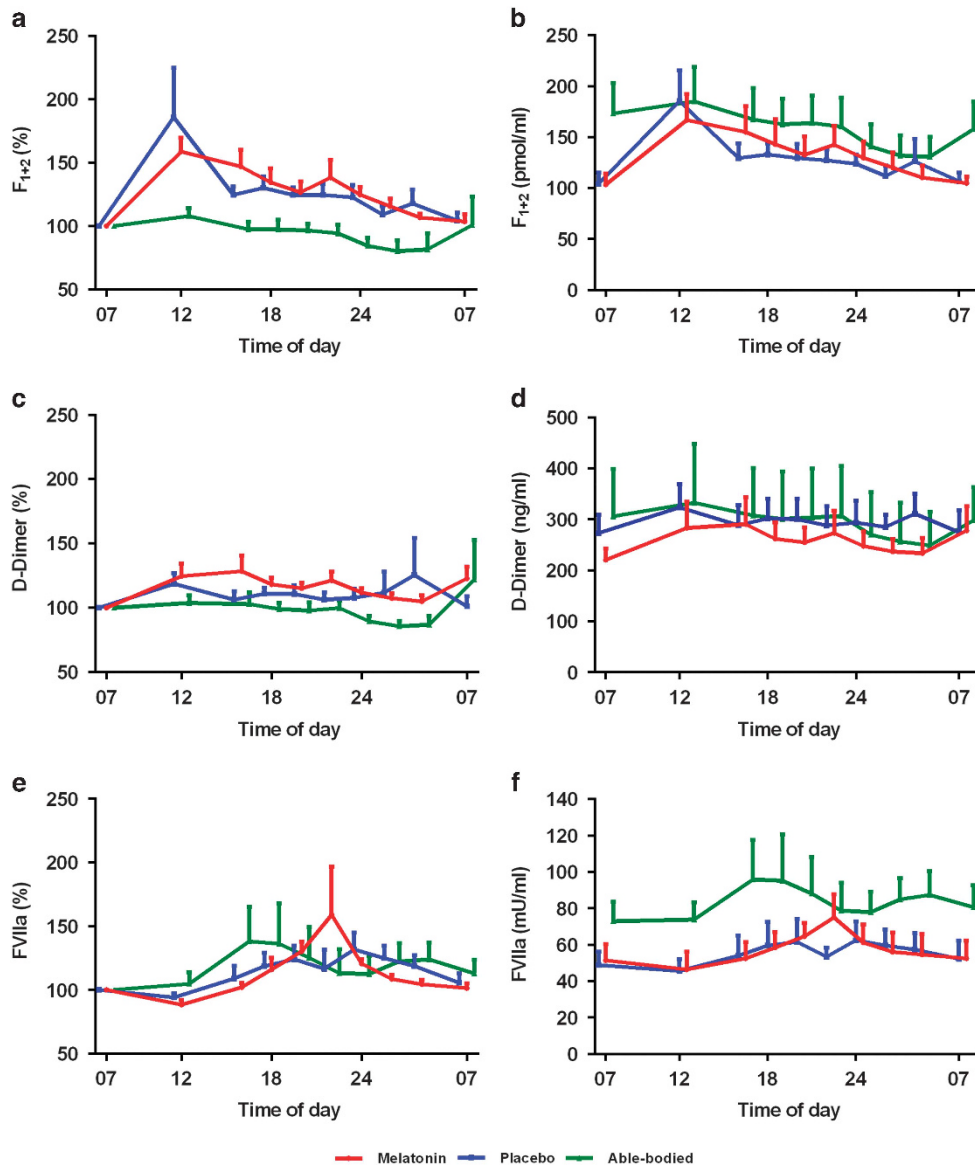 a
F1+2 (%)
250
200
150
100
50
07 12 18 24 07
Time of day
b
F1+2 (pmol/ml)
250
200
150
100
50
0
07 12 18 24 07
Time of day
c
D-Dimer (%)
250
200
150
100
50
07 12 18 24 07
Time of day
d
D-Dimer (ng/ml)
500
400
300
200
100
0
07 12 18 24 07
Time of day
e
FVIIa (%)
250
200
150
100
50
07 12 18 24 07
Time of day
f
FVIIa (mU/ml)
140
120
100
80
60
40
20
0
07 12 18 24 07
Time of day
Melatonin Placebo Able-bodied